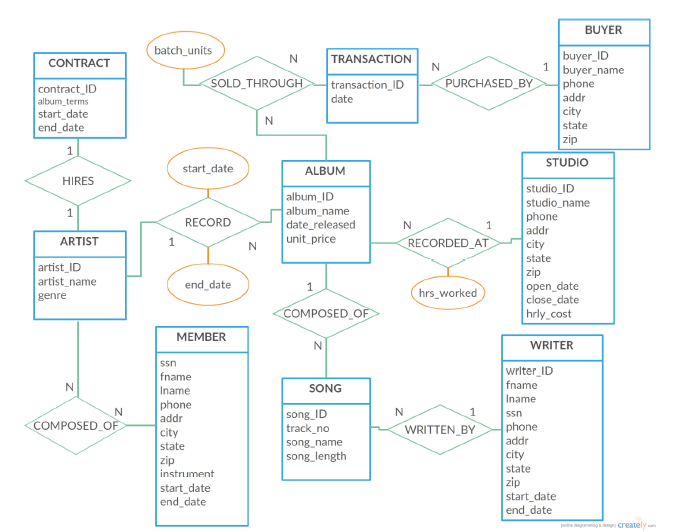 BUYER
buyer_ID
buyer_name
phone
addr
city
state
zip
batch_units
N
SOLD_THROUGH
N
TRANSACTION
transaction_ID
date
N
PURCHASED_BY
1
CONTRACT
contract_ID
album_terms
start_date
end_date
1
HIRES
1
ARTIST
artist_ID
artist_name
genre
start_date
RECORD
1
N
end_date
ALBUM
album_ID
album_name
date_released
unit_price
N
RECORDED_AT
1
hrs_worked
STUDIO
studio_ID
studio_name
phone
addr
city
state
zip
open_date
close_date
hrly_cost
1
COMPOSED_OF
N
N
COMPOSED_OF
N
MEMBER
ssn
fname
lname
phone
addr
city
state
zip
instrument
start_date
end_date
SONG
song_ID
track_no
song_name
song_length
N
WRITTEN_BY
1
WRITER
writer_ID
fname
lname
ssn
phone
addr
city
state
zip
start_date
end_date
[online diagramming & design] creately.com